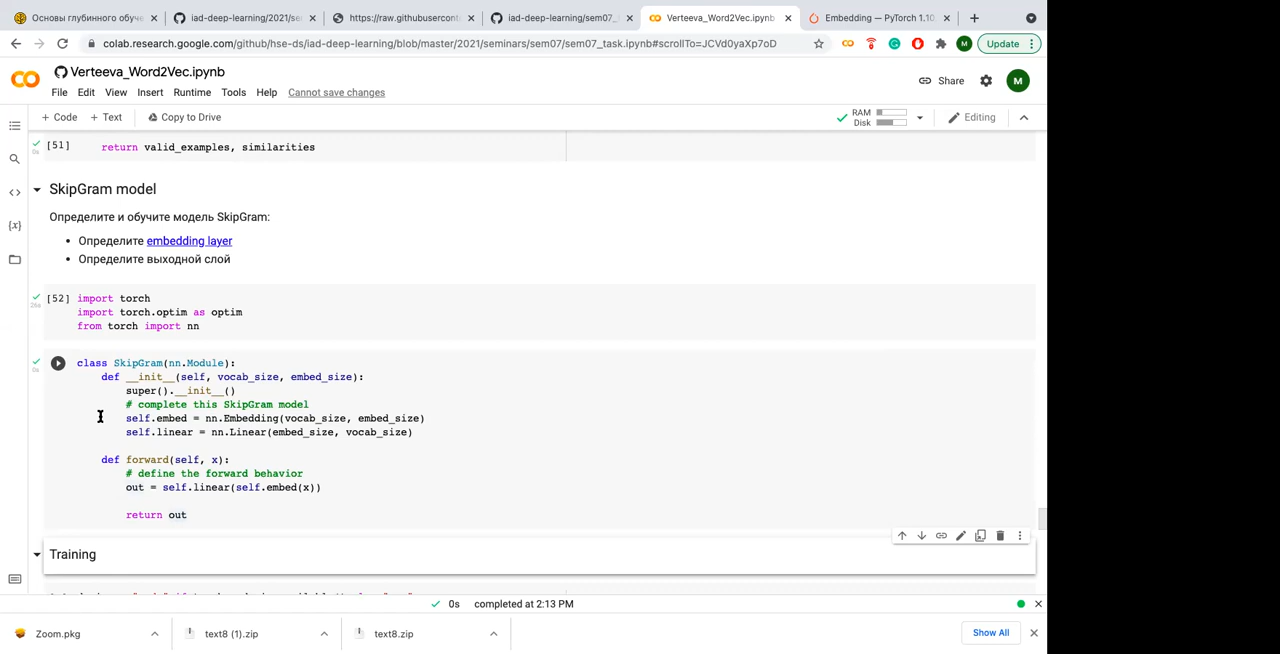 Основы глубинного обуче
iad-deep-learning/2021/se
https://raw.githubusercont
iad-deep-learning/sem07_
Verteeva_Word2Vec.ipynb
Embedding — PyTorch 1.10
colab.research.google.com/github/hse-ds/iad-deep-learning/blob/master/2021/seminars/sem07/sem07_task.ipynb#scrollTo=JCVd0yaXp7oD
M
Update
Verteeva_Word2Vec.ipynb
Share
M
File Edit View Insert Runtime Tools Help Cannot save changes
+ Code + Text Copy to Drive
RAM
Disk
Editing
[51] return valid_examples, similarities
0s
SkipGram model
Определите и обучите модель SkipGram:
• Определите embedding layer
• Определите выходной слой
[52] import torch
import torch.optim as optim
from torch import nn
class SkipGram(nn.Module):
def __init__(self, vocab_size, embed_size):
super().__init__()
# complete this SkipGram model
self.embed = nn.Embedding(vocab_size, embed_size)
self.linear = nn.Linear(embed_size, vocab_size)
def forward(self, x):
# define the forward behavior
out = self.linear(self.embed(x))
return out
Training
0s completed at 2:13 PM
Zoom.pkg
text8 (1).zip
text8.zip
Show All